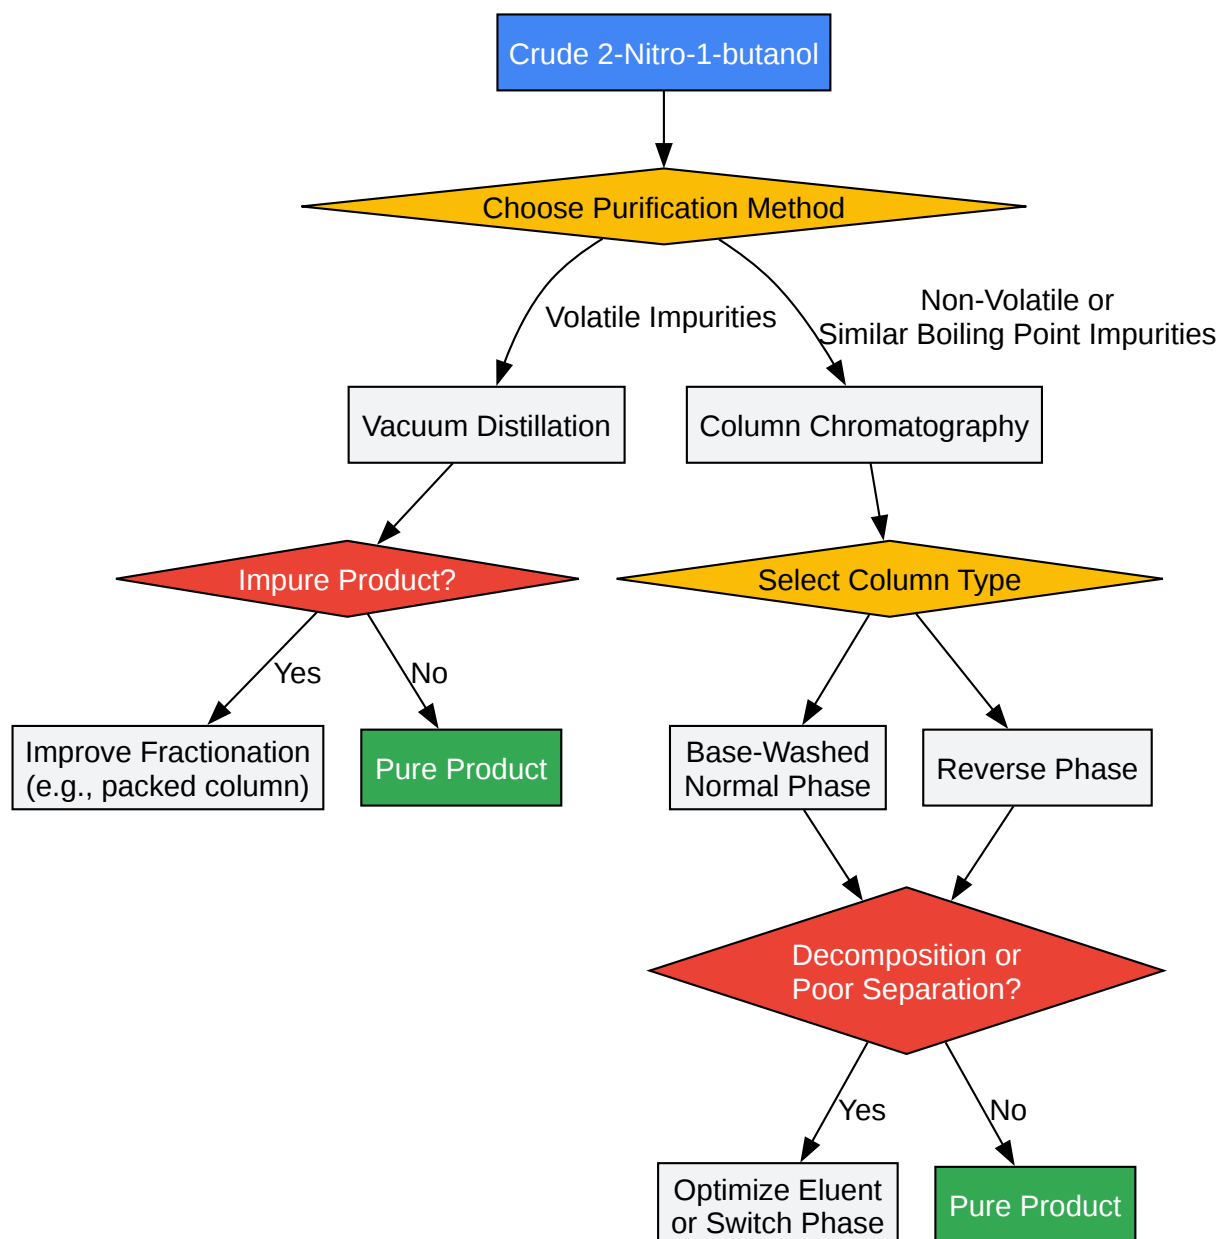 Crude 2-Nitro-1-butanol
Choose Purification Method
Volatile Impurities
Non-Volatile or
Similar Boiling Point Impurities
Vacuum Distillation
Column Chromatography
Impure Product?
Select Column Type
Yes
No
Improve Fractionation
(e.g., packed column)
Pure Product
Base-Washed
Normal Phase
Reverse Phase
Decomposition or
Poor Separation?
Yes
No
Optimize Eluent
or Switch Phase
Pure Product